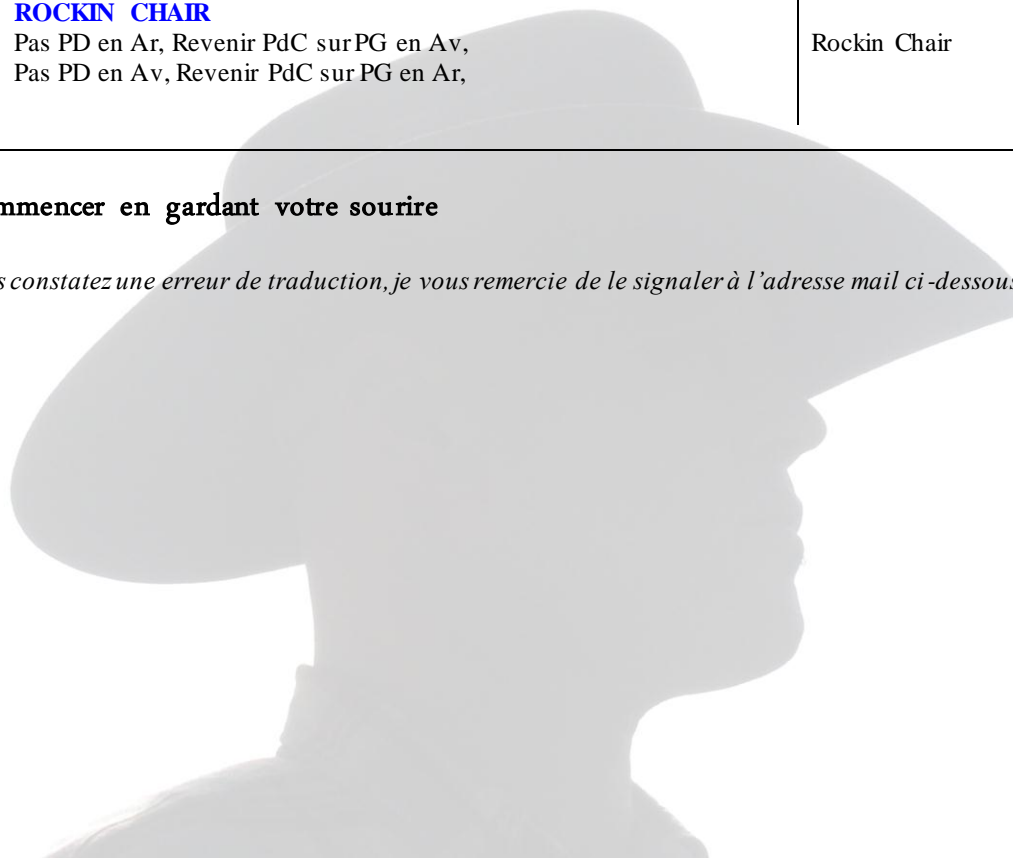 ROCKIN CHAIR
Pas PD en Ar, Revenir PdC sur PG en Av,
Pas PD en Av, Revenir PdC sur PG en Ar,
Rockin Chair
mmencer en gardant votre sourire
s constatez une erreur de traduction, je vous remercie de le signaler à l’adresse mail ci-dessous